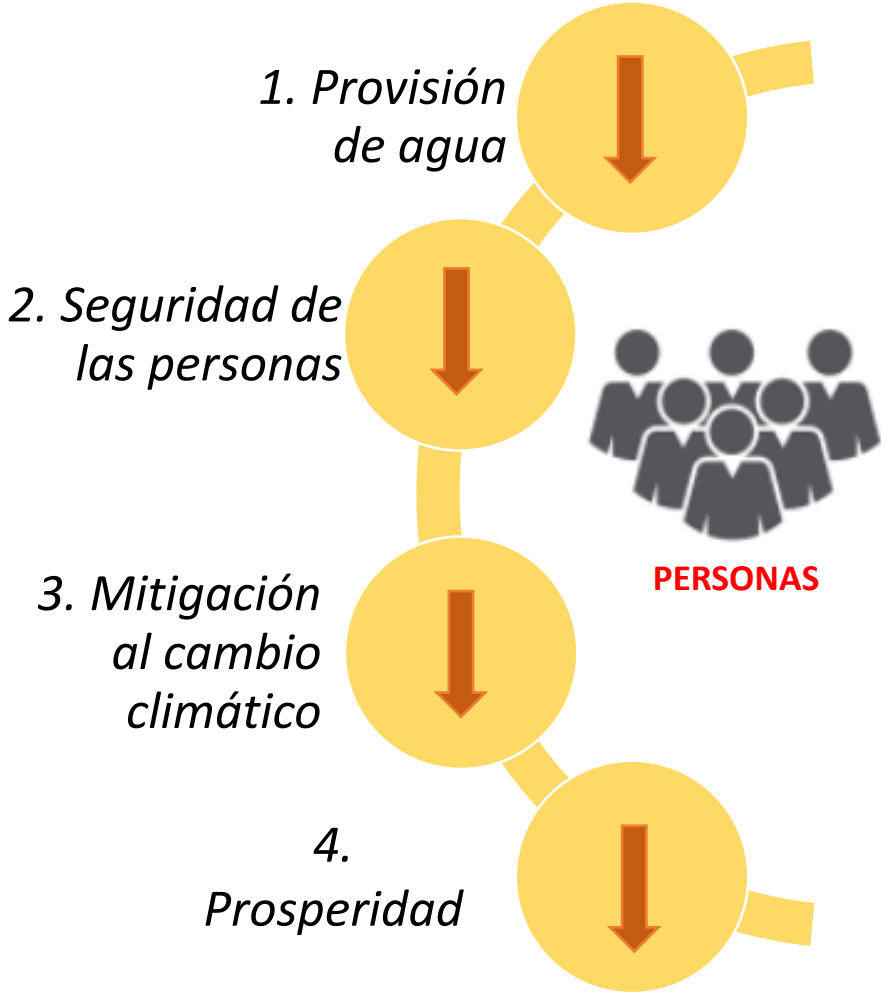 1. Provisión
de agua
2. Seguridad de
las personas
PERSONAS
3. Mitigación
al cambio
climático
4.
Prosperidad